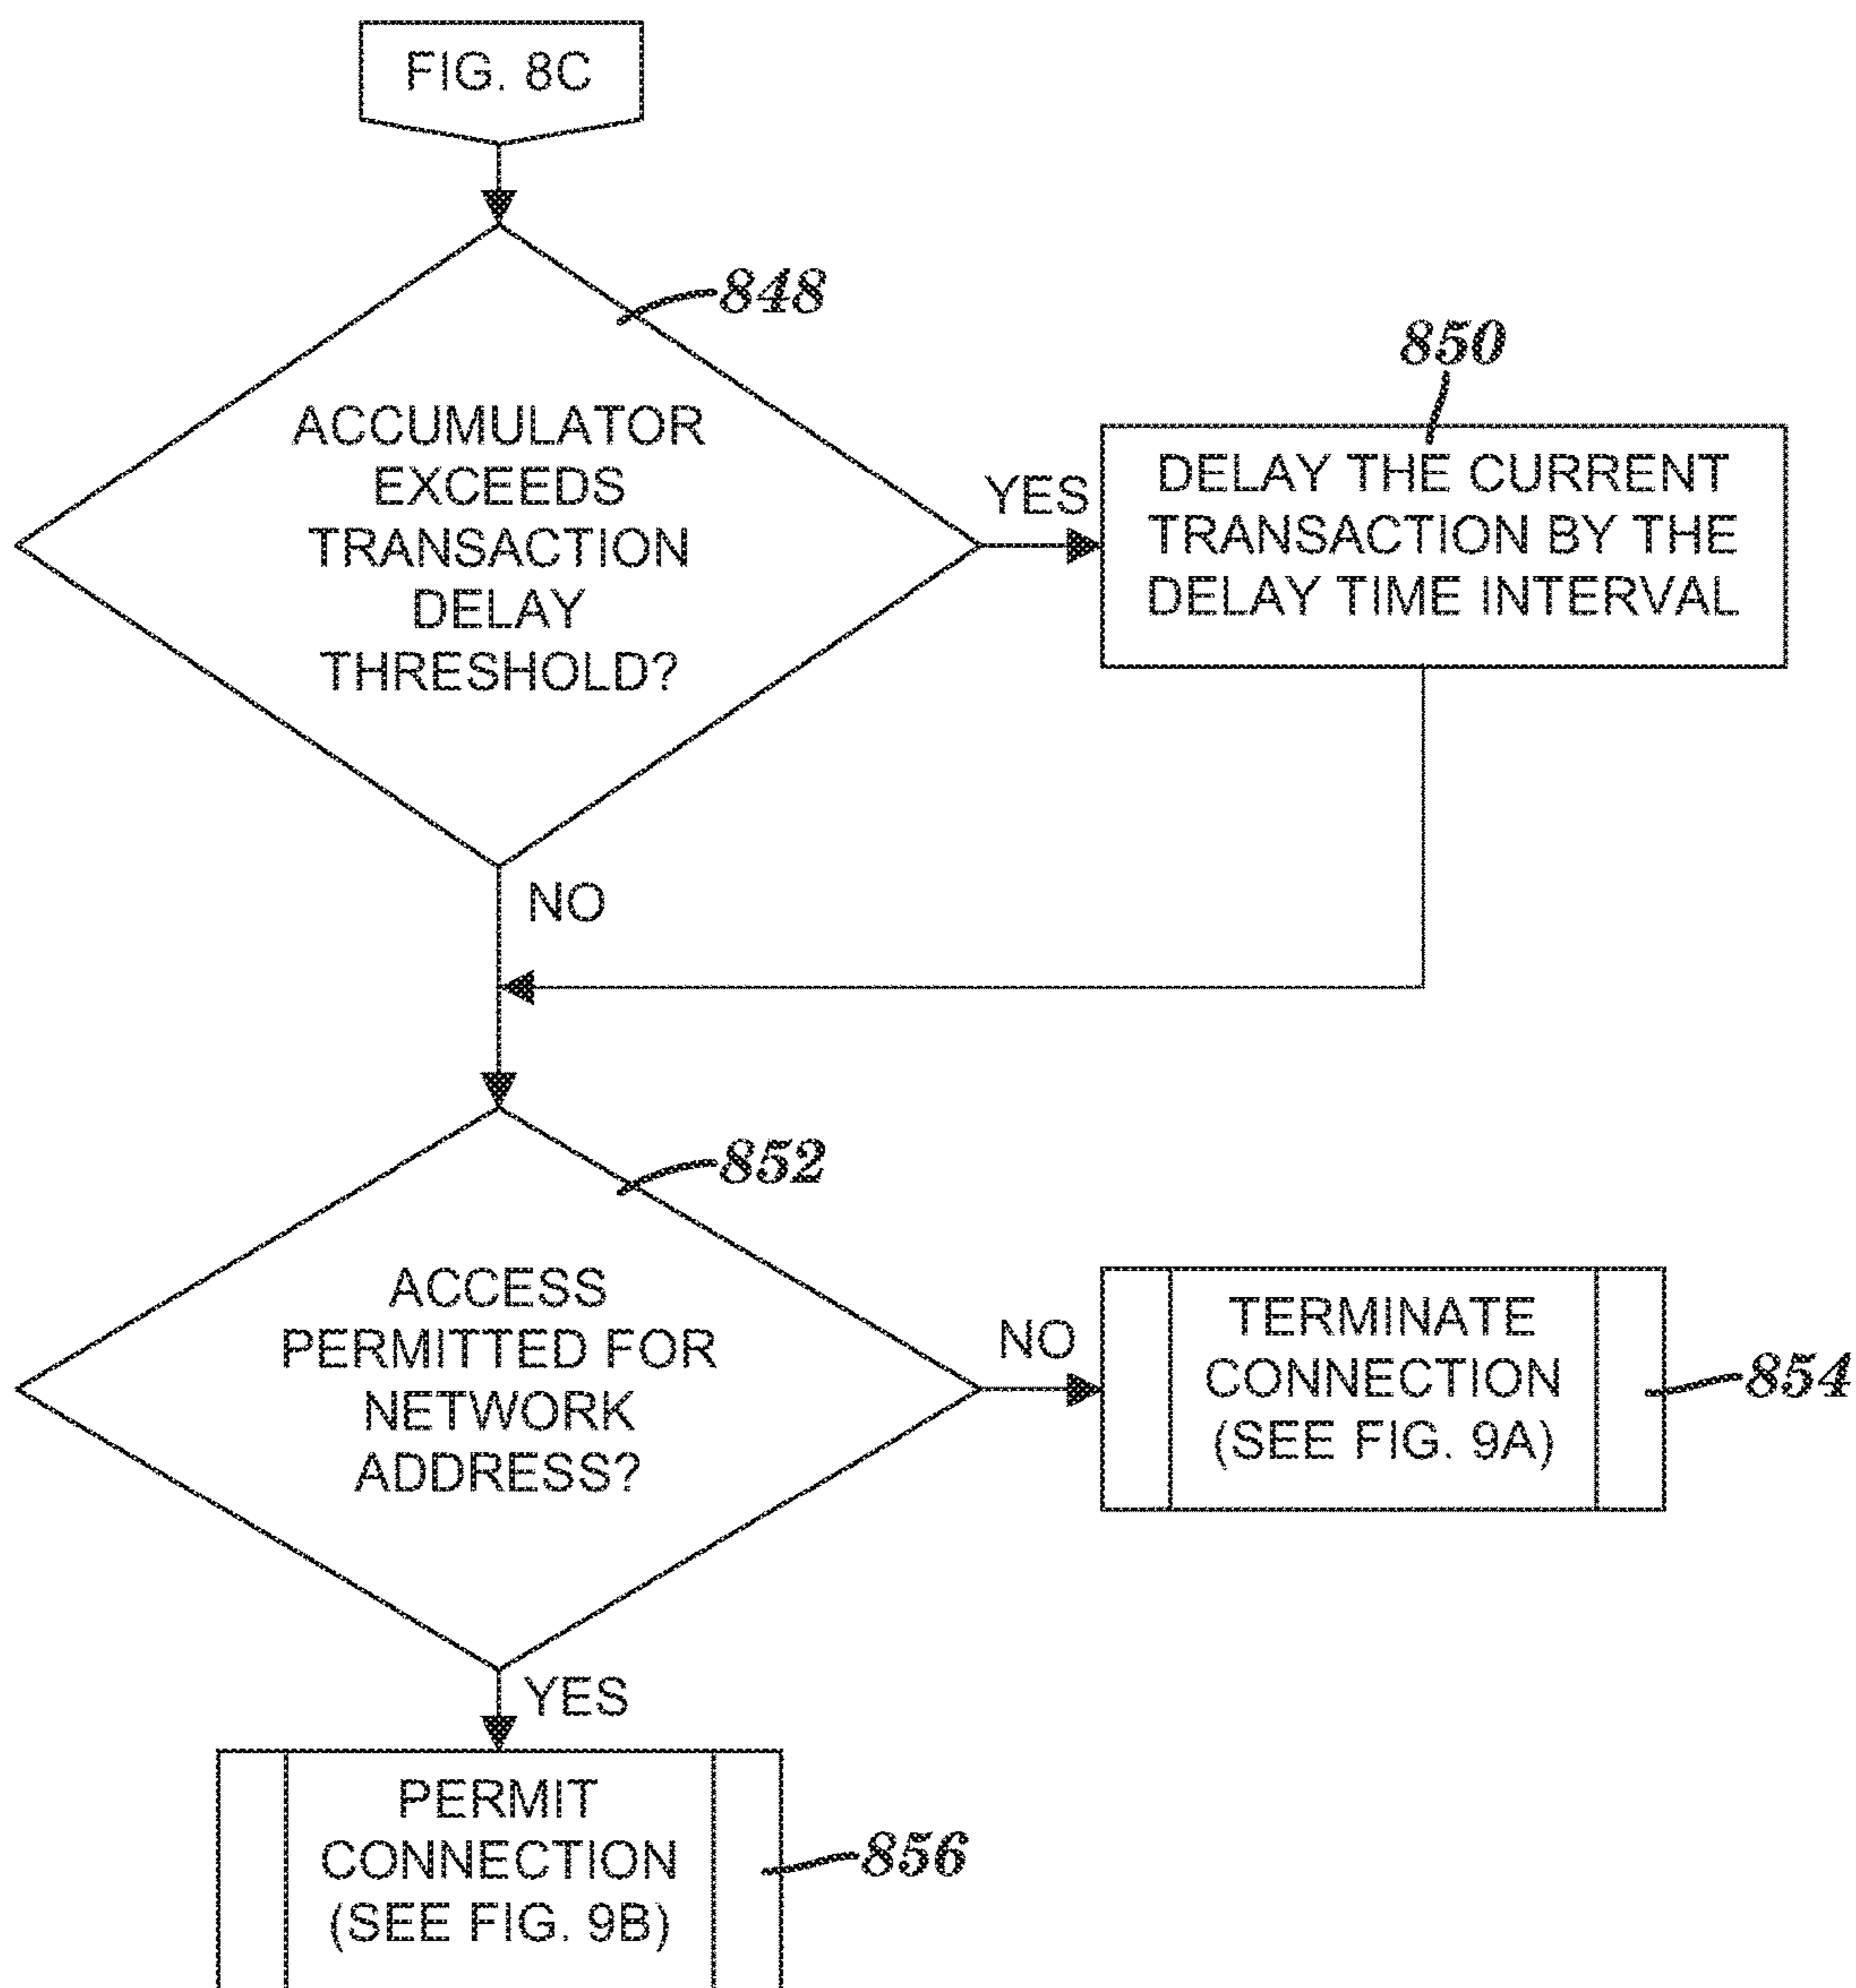 FIG. 8C
848
ACCUMULATOR
EXCEEDS
TRANSACTION
DELAY
THRESHOLD?
YES
850
DELAY THE CURRENT
TRANSACTION BY THE
DELAY TIME INTERVAL
NO
852
ACCESS
PERMITTED FOR
NETWORK
ADDRESS?
NO
TERMINATE
CONNECTION
(SEE FIG. 9A)
854
YES
PERMIT
CONNECTION
(SEE FIG. 9B)
856